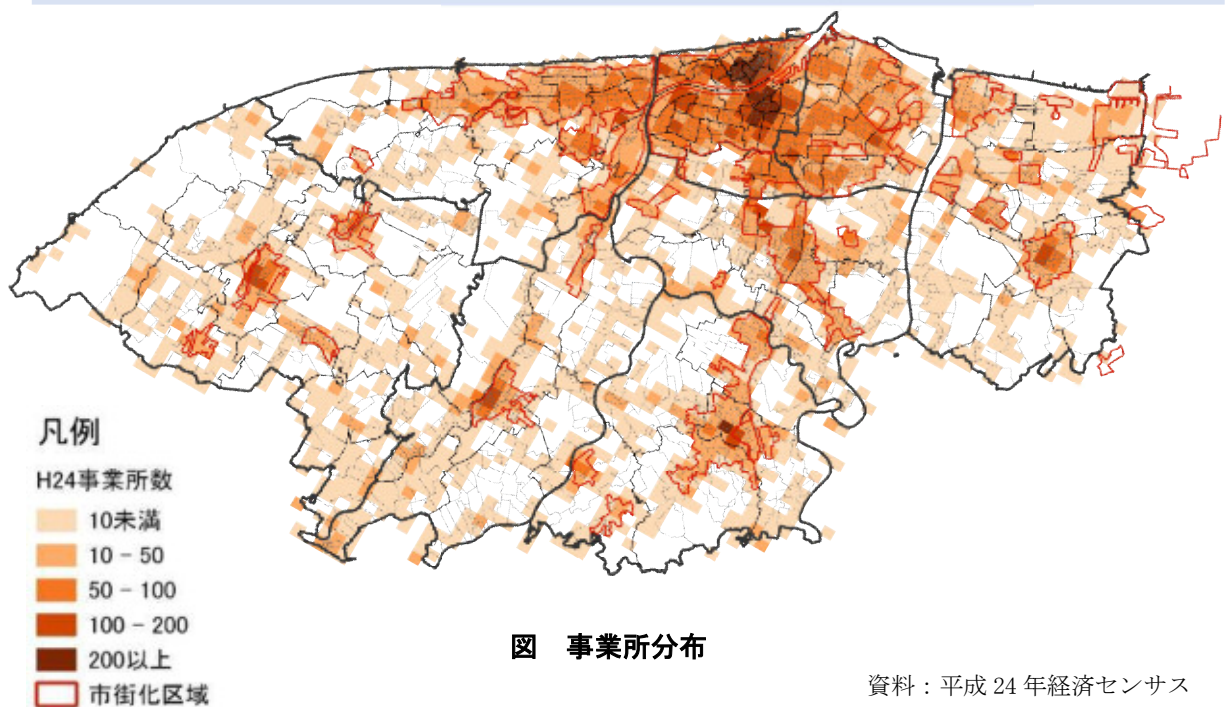 凡例
H24事業所数
10未満
10 - 50
50 - 100
100 - 200
200以上
市街化区域
図　事業所分布
資料：平成 24 年経済センサス